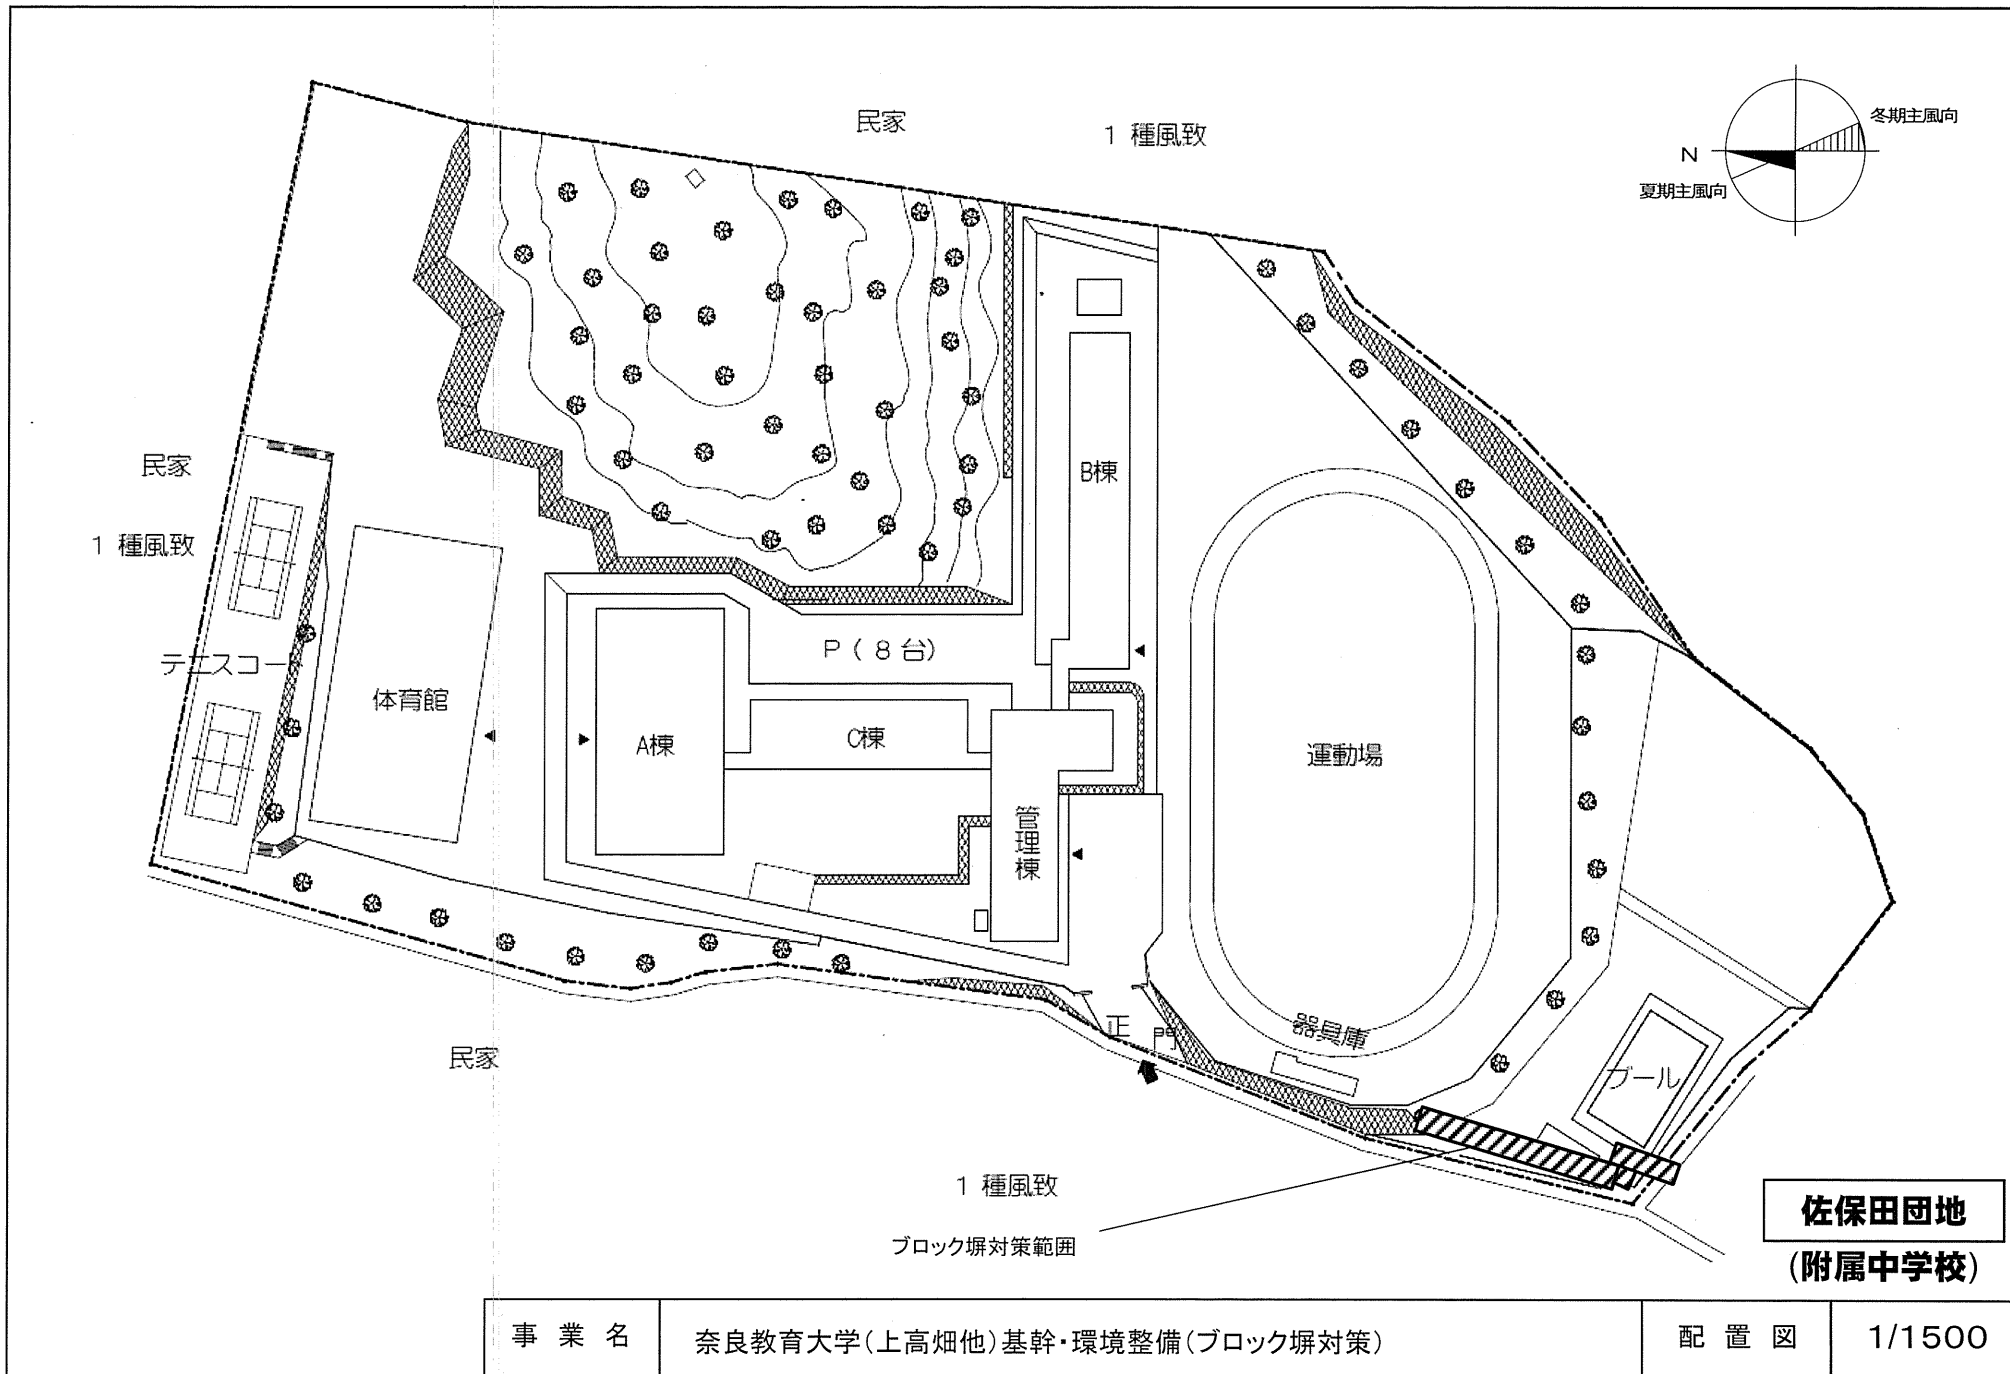 民家
1 種風致
冬期主風向
N
夏期主風向
民家
1 種風致
B棟
テニスコー
体育館
P ( 8 台)
A棟
C棟
管理棟
運動場
正門
器具庫
プール
民家
1 種風致
ブロック塀対策範囲
佐保田団地
(附属中学校)
事 業 名
奈良教育大学(上高畑他)基幹・環境整備(ブロック塀対策)
配 置 図
1/1500